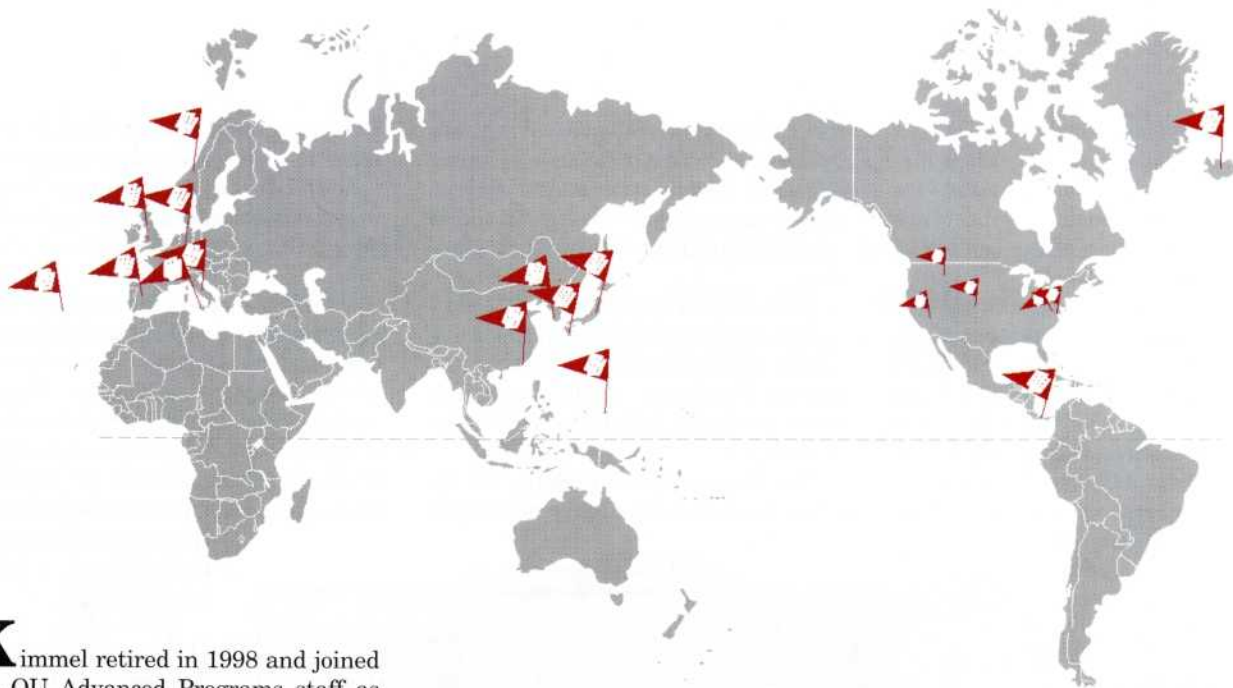 Kimmel retired in 1998 and joined
OU Advanced Programs staff as